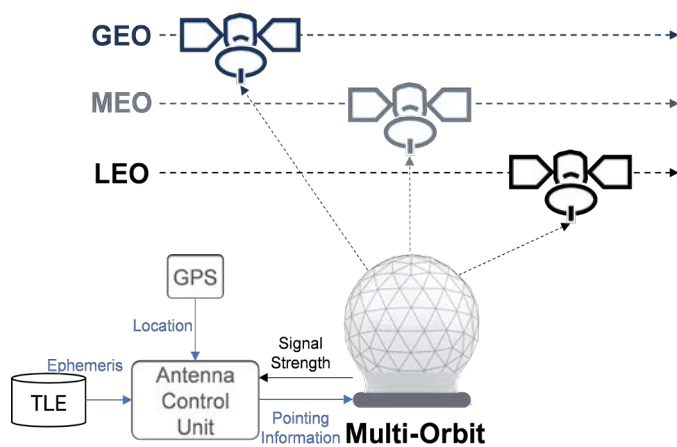 GEO
MEO
LEO
GPS
Location
Signal
Strength
Ephemeris
TLE
Antenna
Control
Unit
Pointing
Information
Multi-Orbit